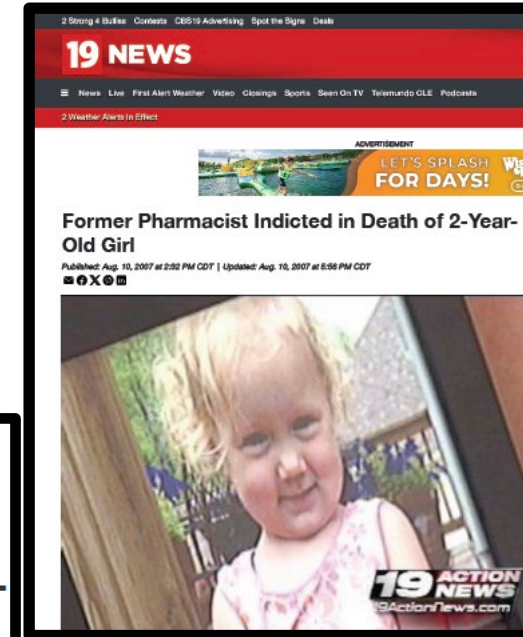 2 Strong 4 Bullies Contests CBS19 Advertising Spot the Signs Deals
19 NEWS
News Live First Alert Weather Video Closings Sports Seen On TV Telemundo CLE Podcasts
2 Weather Alerts In Effect
ADVERTISEMENT
LET'S SPLASH
FOR DAYS!
Former Pharmacist Indicted in Death of 2-Year-
Old Girl
Published: Aug. 10, 2007 at 2:32 PM CDT | Updated: Aug. 10, 2007 at 5:56 PM CDT
19 ACTION
NEWS
19ActionNews.com